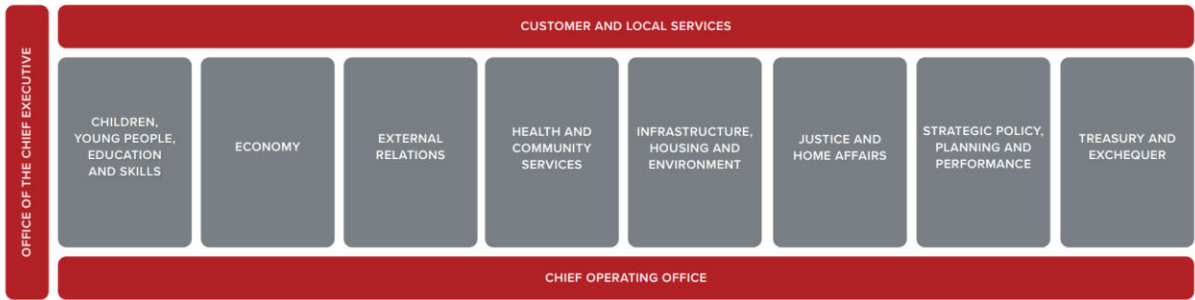 OFFICE OF THE CHIEF EXECUTIVE
CUSTOMER AND LOCAL SERVICES
CHILDREN,
YOUNG PEOPLE,
EDUCATION
AND SKILLS
ECONOMY
EXTERNAL
RELATIONS
HEALTH AND
COMMUNITY
SERVICES
INFRASTRUCTURE,
HOUSING AND
ENVIRONMENT
JUSTICE AND
HOME AFFAIRS
STRATEGIC POLICY,
PLANNING AND
PERFORMANCE
TREASURY AND
EXCHEQUER
CHIEF OPERATING OFFICE